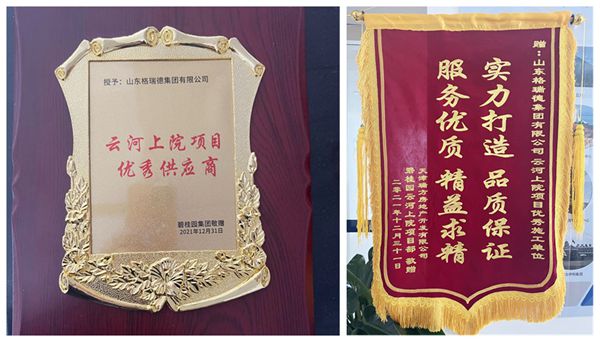 授予：山东格瑞德集团有限公司
云河上院项目
优秀供应商
碧桂园集团敬赠
2021年12月31日
赠：山东格瑞德集团有限公司云河上院项目优秀施工单位
实力打造 品质保证
服务优质 精益求精
天津瑞方房地产开发有限公司
碧桂园云河上院项目部 敬赠
二零二一年十二月三十一日